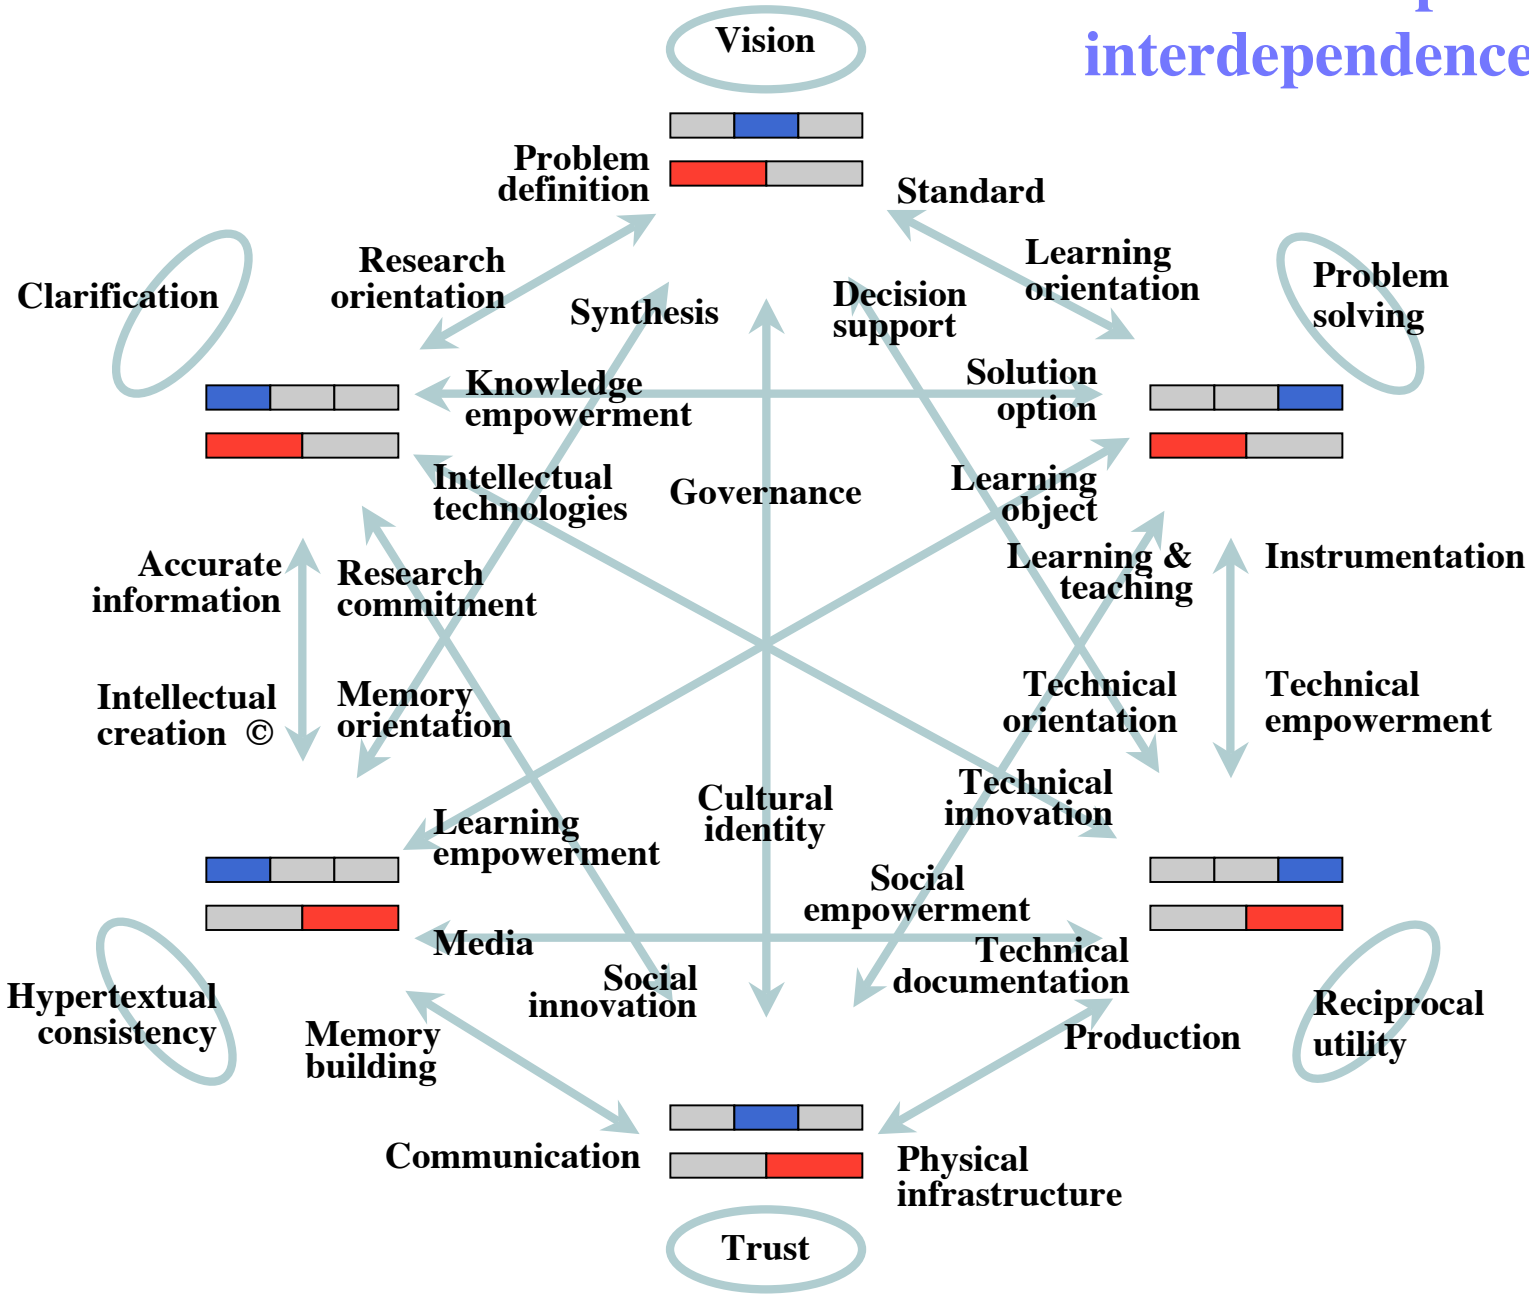 Vision
interdependence
Problem
definition
Standard
Research
orientation
Learning
orientation
Clarification
Synthesis
Decision
support
Problem
solving
Knowledge
empowerment
Solution
option
Intellectual
technologies
Governance
Learning
object
Accurate
information
Research
commitment
Learning &
teaching
Instrumentation
Intellectual
creation ©
Memory
orientation
Technical
orientation
Technical
empowerment
Cultural
identity
Technical
innovation
Learning
empowerment
Social
empowerment
Media
Technical
documentation
Social
innovation
Hypertextual
consistency
Memory
building
Production
Reciprocal
utility
Communication
Physical
infrastructure
Trust